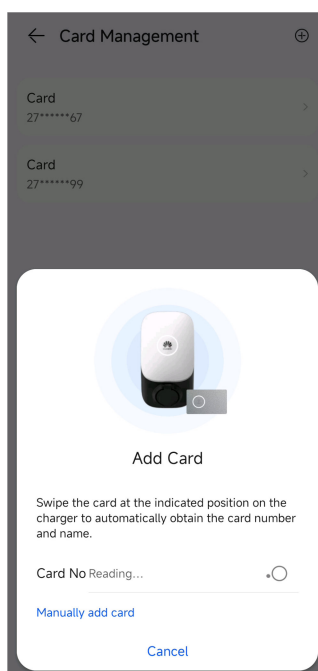 Card Management
Card
27******67
Card
27******99
Add Card
Swipe the card at the indicated position on the
charger to automatically obtain the card number
and name.
Card No Reading...
Manually add card
Cancel